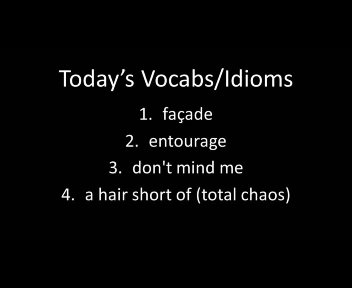 Today’s Vocabs/Idioms
1. façade
2. entourage
3. don't mind me
4. a hair short of (total chaos)